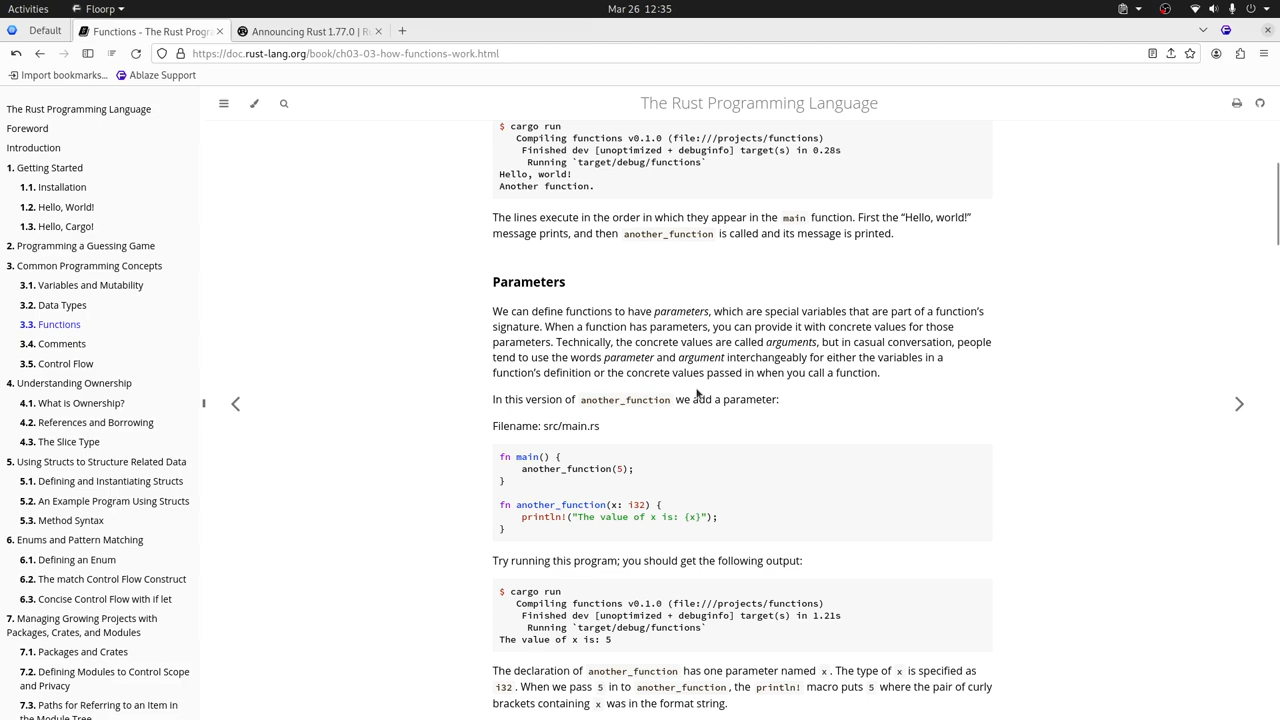 Activities
Floorp
Mar 26 12:35
Default
Functions - The Rust Progra
Announcing Rust 1.77.0 | Ru
https://doc.rust-lang.org/book/ch03-03-how-functions-work.html
Import bookmarks...
Ablaze Support
The Rust Programming Language
Foreword
Introduction
1. Getting Started
1.1. Installation
1.2. Hello, World!
1.3. Hello, Cargo!
2. Programming a Guessing Game
3. Common Programming Concepts
3.1. Variables and Mutability
3.2. Data Types
3.3. Functions
3.4. Comments
3.5. Control Flow
4. Understanding Ownership
4.1. What is Ownership?
4.2. References and Borrowing
4.3. The Slice Type
5. Using Structs to Structure Related Data
5.1. Defining and Instantiating Structs
5.2. An Example Program Using Structs
5.3. Method Syntax
6. Enums and Pattern Matching
6.1. Defining an Enum
6.2. The match Control Flow Construct
6.3. Concise Control Flow with if let
7. Managing Growing Projects with
Packages, Crates, and Modules
7.1. Packages and Crates
7.2. Defining Modules to Control Scope
and Privacy
7.3. Paths for Referring to an Item in
the Module Tree
The Rust Programming Language
$ cargo run
Compiling functions v0.1.0 (file:///projects/functions)
Finished dev [unoptimized + debuginfo] target(s) in 0.28s
Running `target/debug/functions`
Hello, world!
Another function.
The lines execute in the order in which they appear in the main function. First the “Hello, world!”
message prints, and then another_function is called and its message is printed.
Parameters
We can define functions to have parameters, which are special variables that are part of a function’s
signature. When a function has parameters, you can provide it with concrete values for those
parameters. Technically, the concrete values are called arguments, but in casual conversation, people
tend to use the words parameter and argument interchangeably for either the variables in a
function’s definition or the concrete values passed in when you call a function.
In this version of another_function we add a parameter:
Filename: src/main.rs
fn main() {
    another_function(5);
}
fn another_function(x: i32) {
    println!("The value of x is: {x}");
}
Try running this program; you should get the following output:
$ cargo run
Compiling functions v0.1.0 (file:///projects/functions)
Finished dev [unoptimized + debuginfo] target(s) in 1.21s
Running `target/debug/functions`
The value of x is: 5
The declaration of another_function has one parameter named x. The type of x is specified as
i32. When we pass 5 in to another_function, the println! macro puts 5 where the pair of curly
brackets containing x was in the format string.